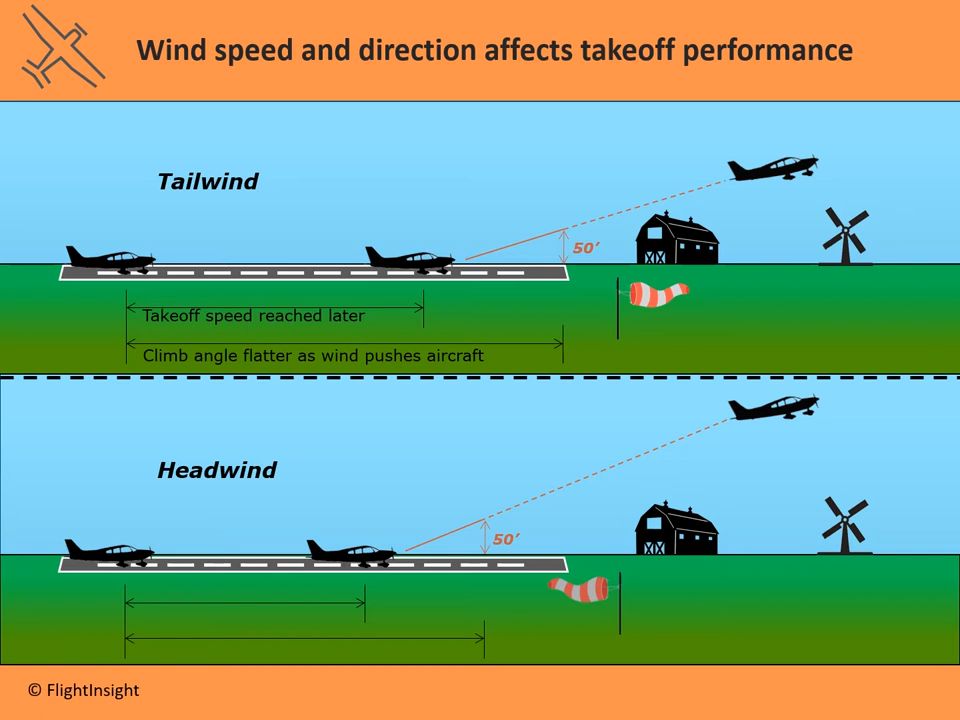 Wind speed and direction affects takeoff performance
Tailwind
50′
Takeoff speed reached later
Climb angle flatter as wind pushes aircraft
Headwind
50′
© FlightInsight